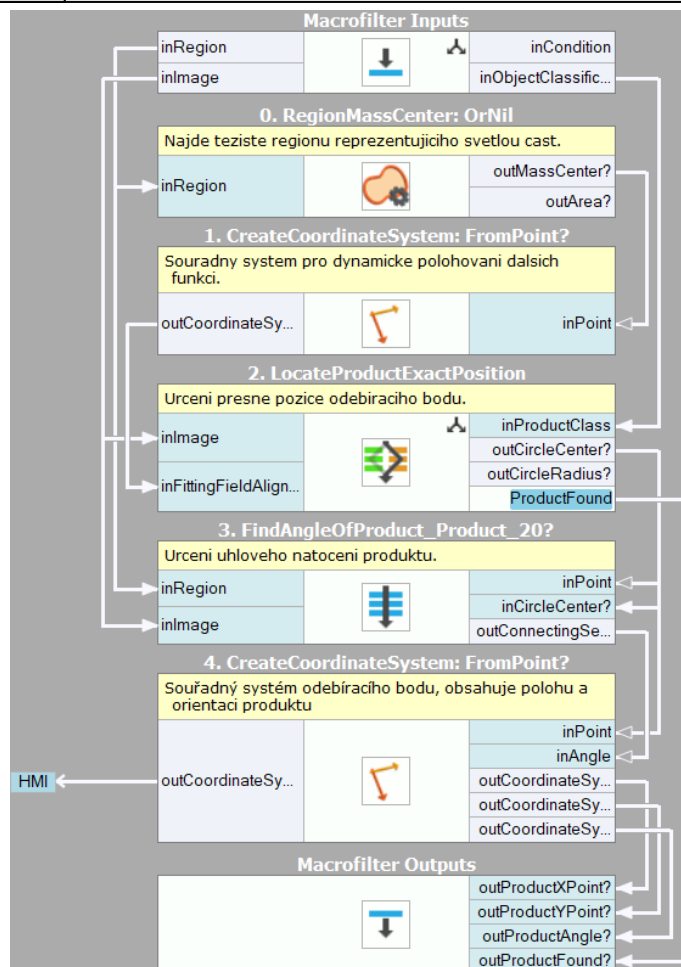 Macrofilter Inputs
inRegion
inCondition
inImage
inObjectClassific...
0. RegionMassCenter: OrNil
Najde teziste regionu reprezentujiciho svetlou cast.
inRegion
outMassCenter?
outArea?
1. CreateCoordinateSystem: FromPoint?
Souradny system pro dynamicke polohovani dalsich
funkci.
outCoordinateSy...
inPoint
2. LocateProductExactPosition
Urceni presne pozice odebiraciho bodu.
inImage
inProductClass
outCircleCenter?
inFittingFieldAlign...
outCircleRadius?
ProductFound
3. FindAngleOfProduct_Product_20?
Urceni uhloveho natoceni produktu.
inRegion
inPoint
inCircleCenter?
inImage
outConnectingSe...
4. CreateCoordinateSystem: FromPoint?
Souřadný systém odebíracího bodu, obsahuje polohu a
orientaci produktu
inPoint
inAngle
HMI
outCoordinateSy...
outCoordinateSy...
outCoordinateSy...
outCoordinateSy...
Macrofilter Outputs
outProductXPoint?
outProductYPoint?
outProductAngle?
outProductFound?